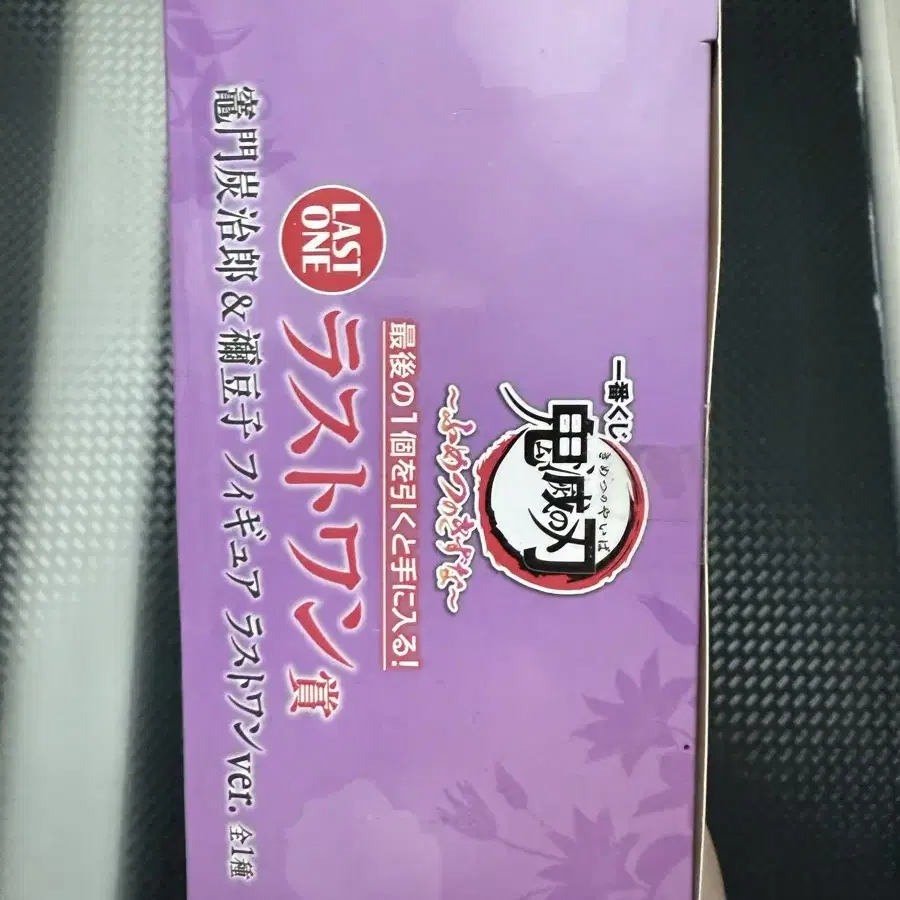 一番くじ
きめつのやいば
鬼滅の刃
～ふめつのきずな～
最後の1個を引くと手に入る!
LAST
ONE
ラストワン賞
竈門炭治郎&禰豆子 フィギュア ラストワンver. 全1種